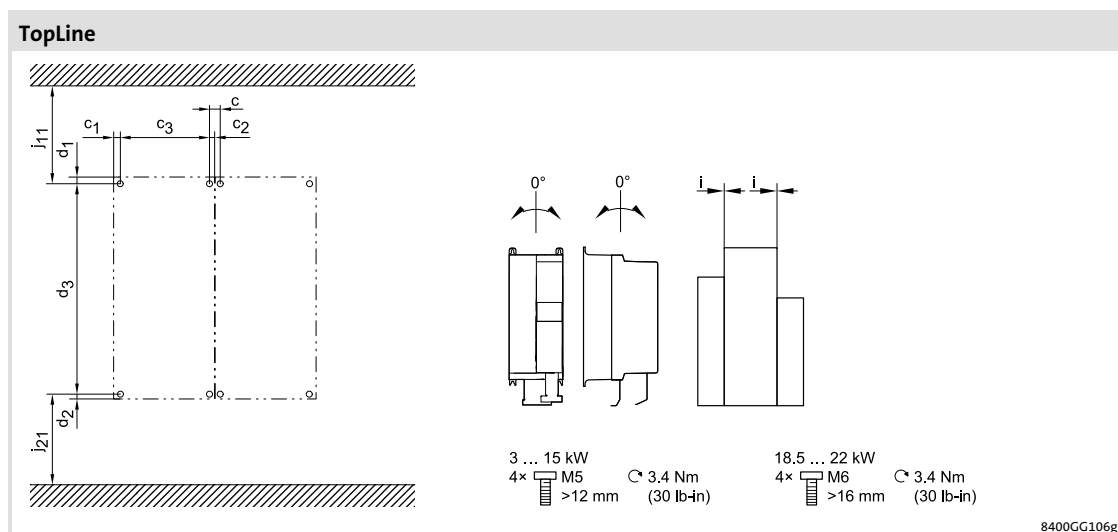 TopLine
c
c1 c3 c2
j11
d1
d3
d2
j21
0° 0° i i
3 ... 15 kW
4× M5 3.4 Nm
>12 mm (30 lb-in)
18.5 ... 22 kW
4× M6 3.4 Nm
>16 mm (30 lb-in)
8400GG106g